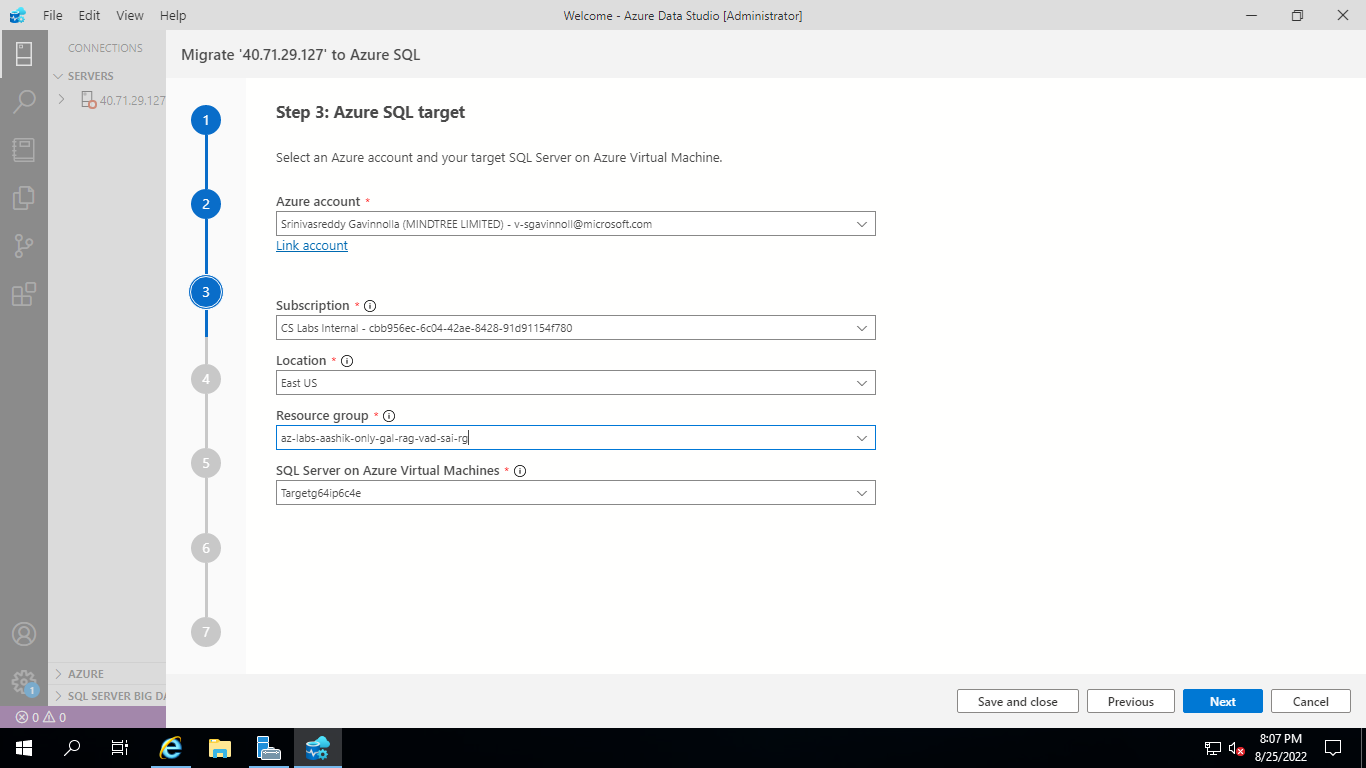 File Edit View Help
Welcome - Azure Data Studio [Administrator]
CONNECTIONS
SERVERS
40.71.29.127
AZURE
SQL SERVER BIG DA
1
0 0
Migrate '40.71.29.127' to Azure SQL
1
2
3
4
5
6
7
Step 3: Azure SQL target
Select an Azure account and your target SQL Server on Azure Virtual Machine.
Azure account *
Srinivasreddy Gavinnolla (MINDTREE LIMITED) - v-sgavinnoll@microsoft.com
Link account
Subscription *
CS Labs Internal - cbb956ec-6c04-42ae-8428-91d91154f780
Location *
East US
Resource group *
az-labs-aashik-only-gal-rag-vad-sai-rg
SQL Server on Azure Virtual Machines *
Targetg64ip6c4e
Save and close Previous Next Cancel
8:07 PM
8/25/2022